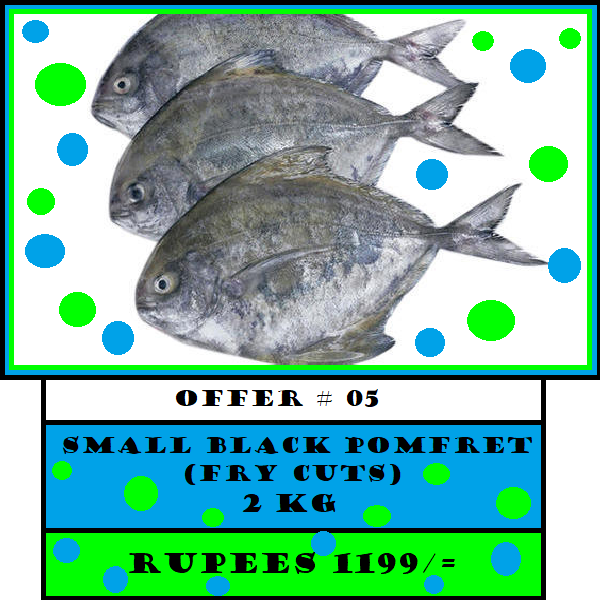 OFFER # 05
SMALL BLACK POMFRET
(FRY CUTS)
2 KG
RUPEES 1199/=